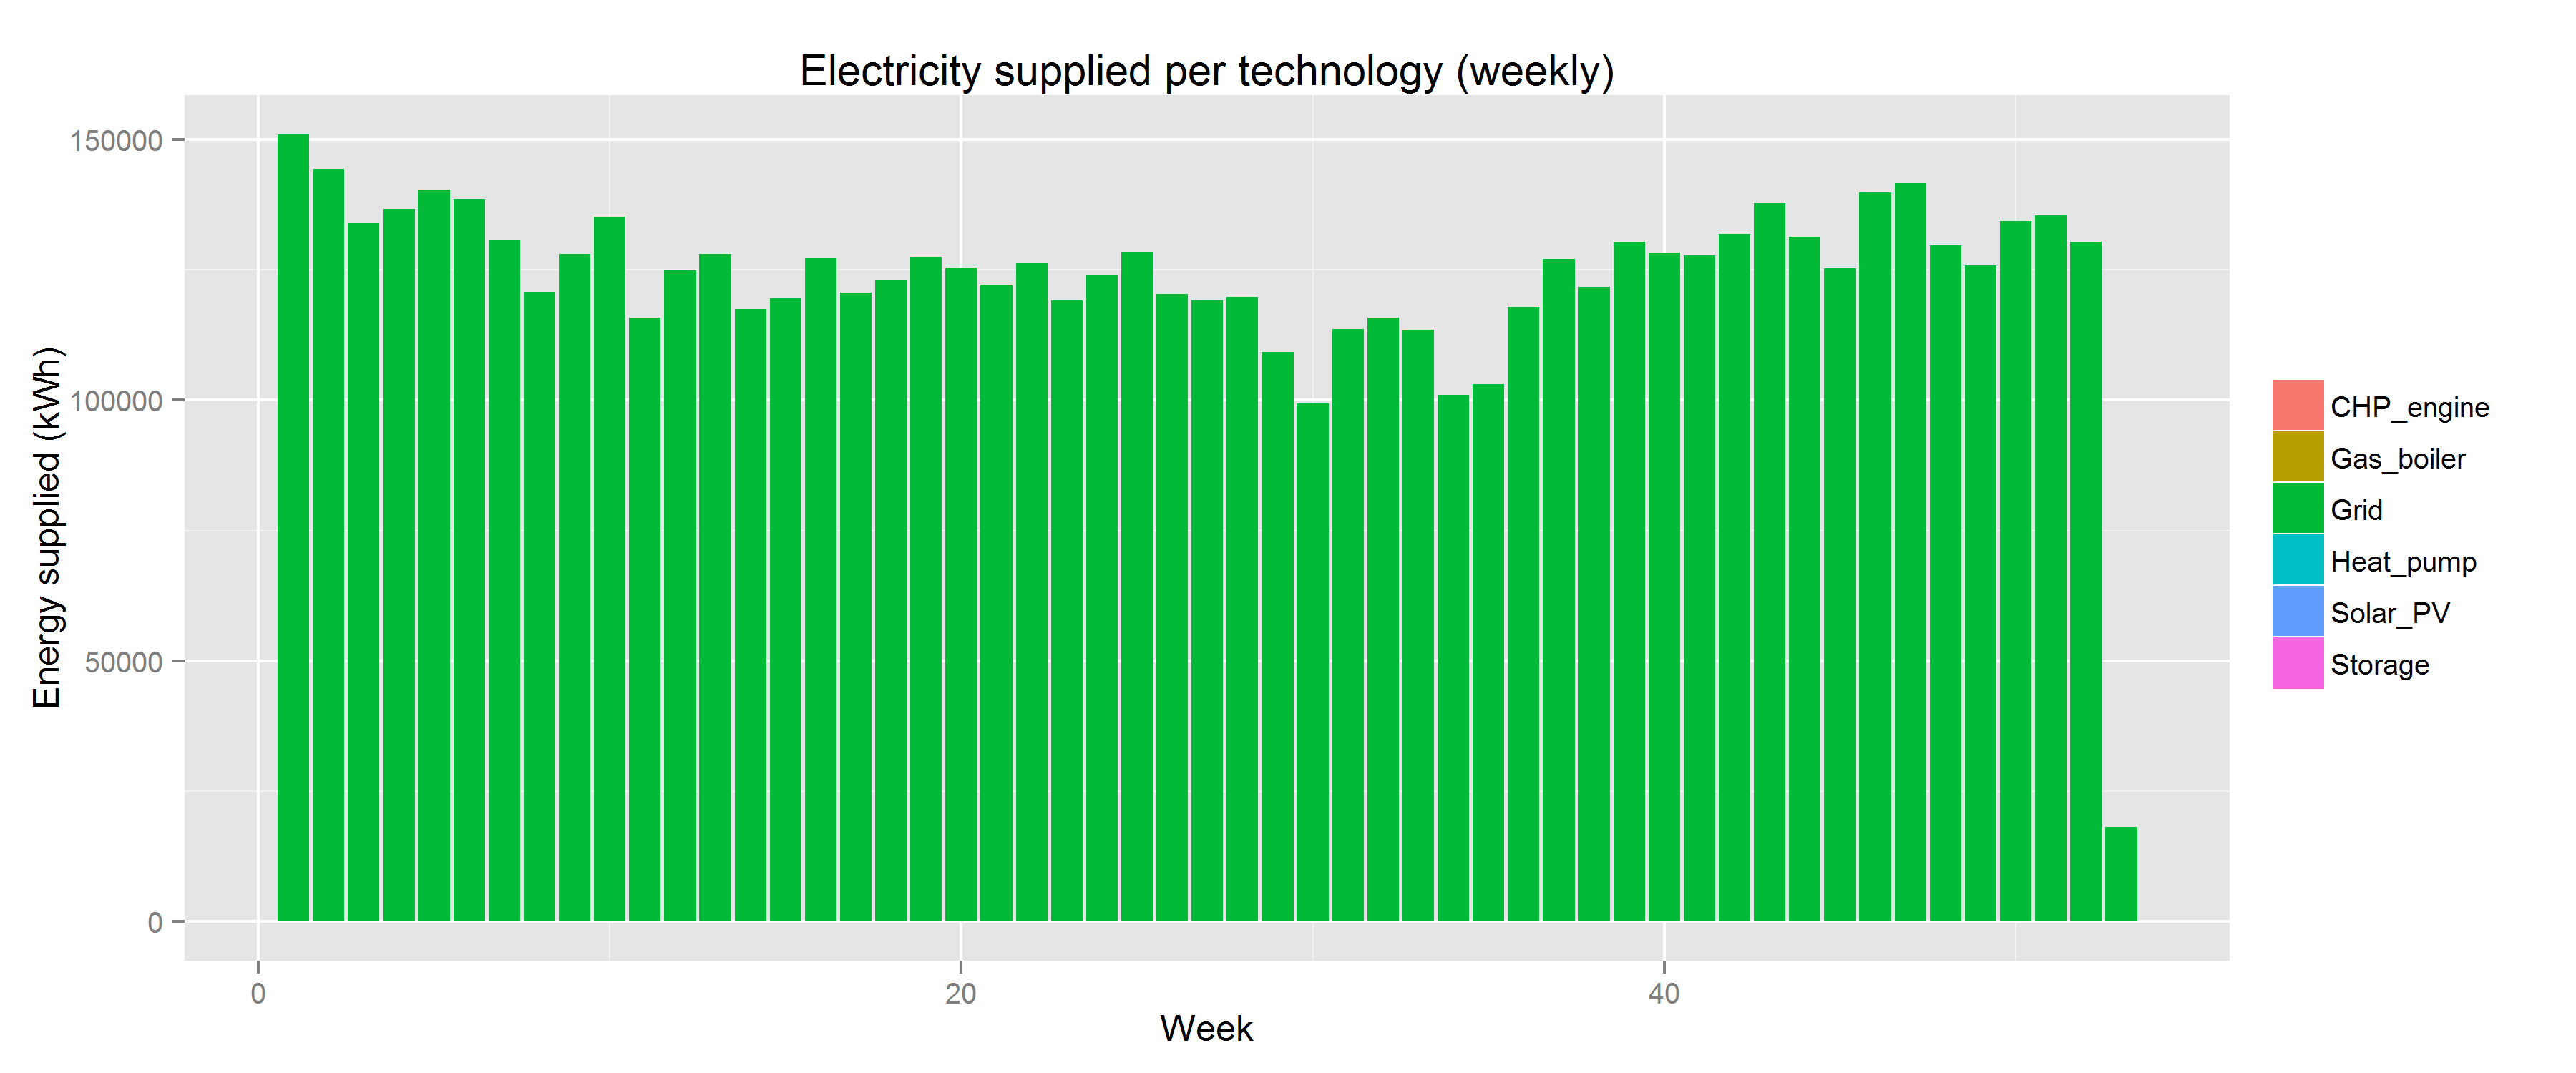 Electricity supplied per technology (weekly)
Energy supplied (kWh)
150000
100000
50000
0
0
20
40
Week
CHP_engine
Gas_boiler
Grid
Heat_pump
Solar_PV
Storage